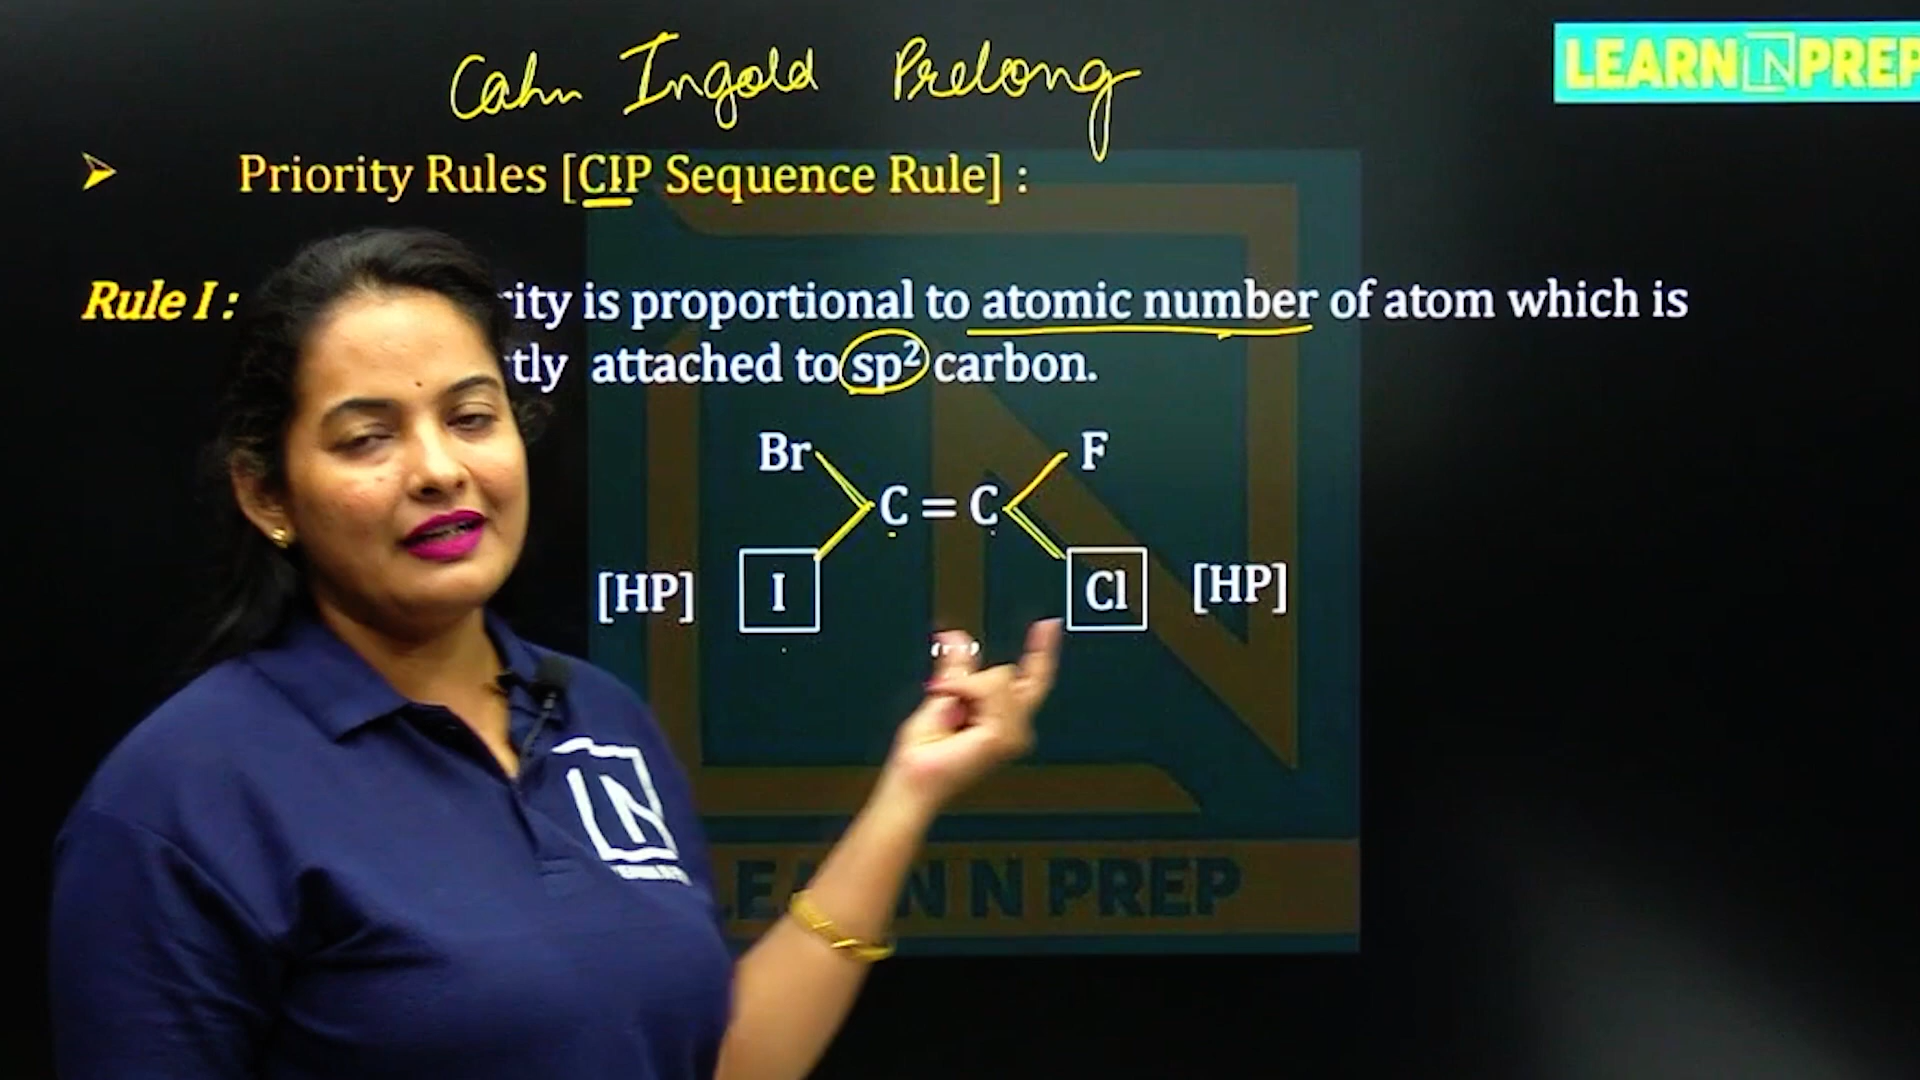 Cahn Ingold Prelong
LEARN N PREP
➤ Priority Rules [CIP Sequence Rule] :
Rule I : rity is proportional to atomic number of atom which is
tly attached to sp² carbon.
Br F
C = C
[HP] I Cl [HP]
LEARN N PREP